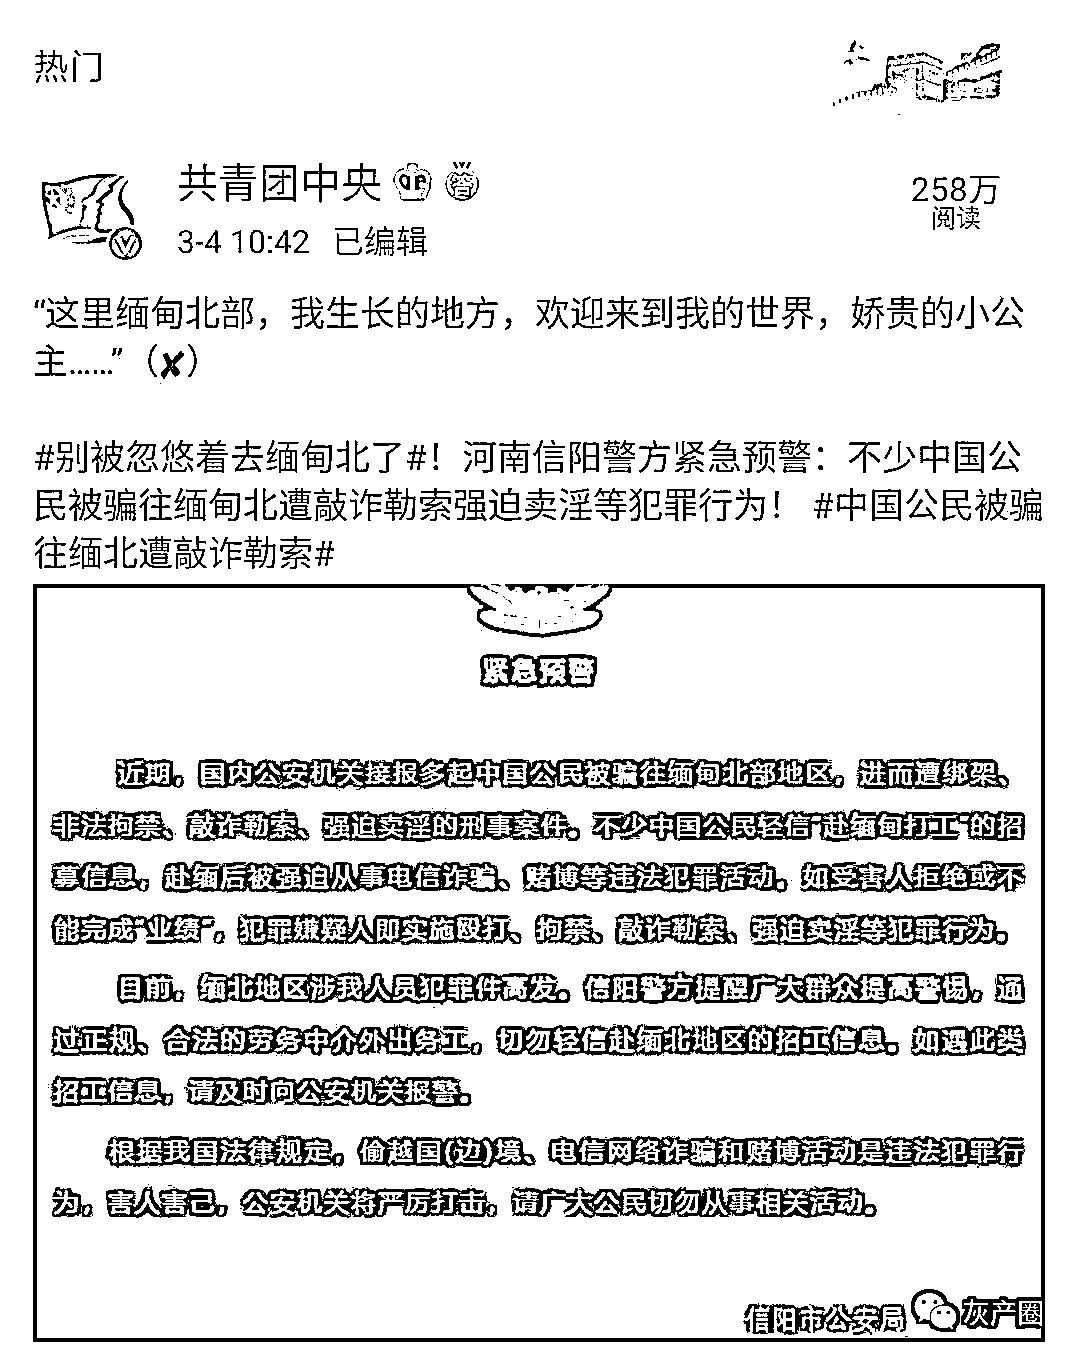 热门
共青团中央
258万
阅读
3-4 10:42 已编辑
“这里缅甸北部，我生长的地方，欢迎来到我的世界，娇贵的小公
主……”（✘）
#别被忽悠着去缅甸北了#！河南信阳警方紧急预警：不少中国公
民被骗往缅甸北遭敲诈勒索强迫卖淫等犯罪行为！ #中国公民被骗
往缅北遭敲诈勒索#
紧急预警
近期，国内公安机关接报多起中国公民被骗往缅甸北部地区，进而遭绑架、
非法拘禁、敲诈勒索、强迫卖淫的刑事案件。不少中国公民轻信“赴缅甸打工”的招
募信息，赴缅后被强迫从事电信诈骗、赌博等违法犯罪活动。如受害人拒绝或不
能完成“业绩”，犯罪嫌疑人即实施殴打、拘禁、敲诈勒索、强迫卖淫等犯罪行为。
目前，缅北地区涉我人员犯罪件高发。信阳警方提醒广大群众提高警惕，通
过正规、合法的劳务中介外出务工，切勿轻信赴缅北地区的招工信息。如遇此类
招工信息，请及时向公安机关报警。
根据我国法律规定，偷越国(边)境、电信网络诈骗和赌博活动是违法犯罪行
为，害人害己，公安机关将严厉打击，请广大公民切勿从事相关活动。
信阳市公安局
灰产圈